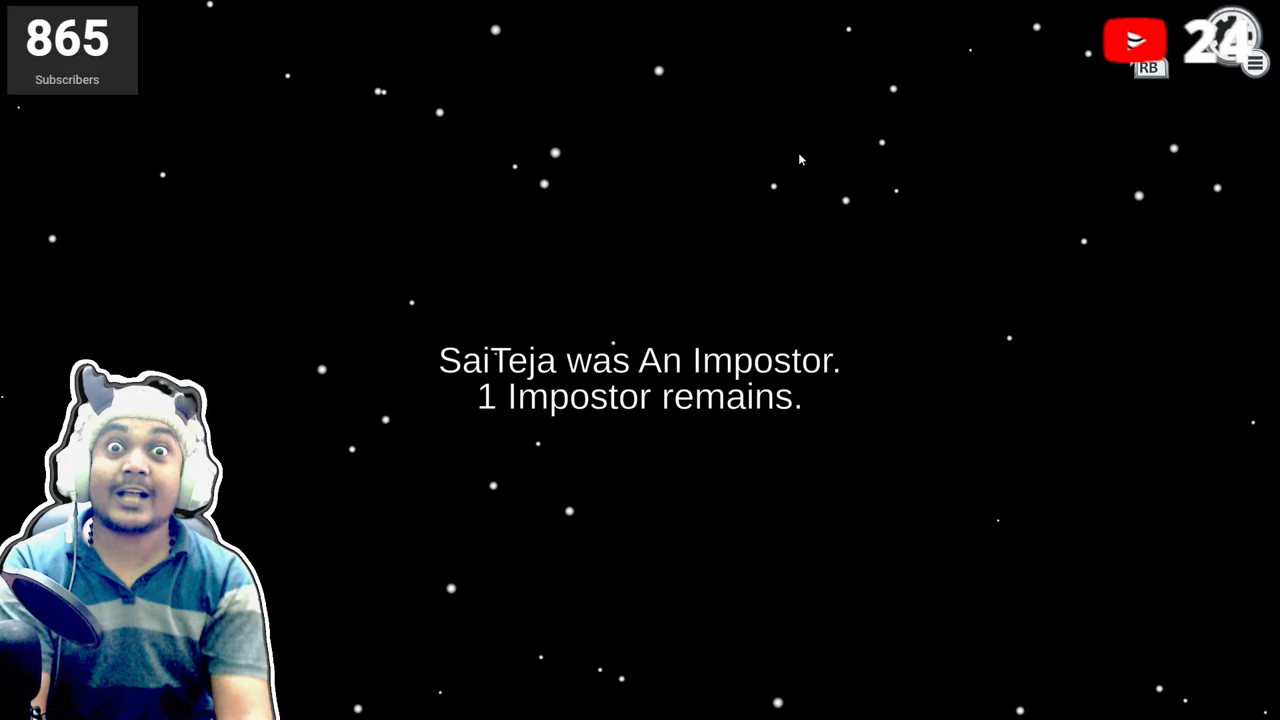 865
Subscribers
24
RB
SaiTeja was An Impostor.
1 Impostor remains.